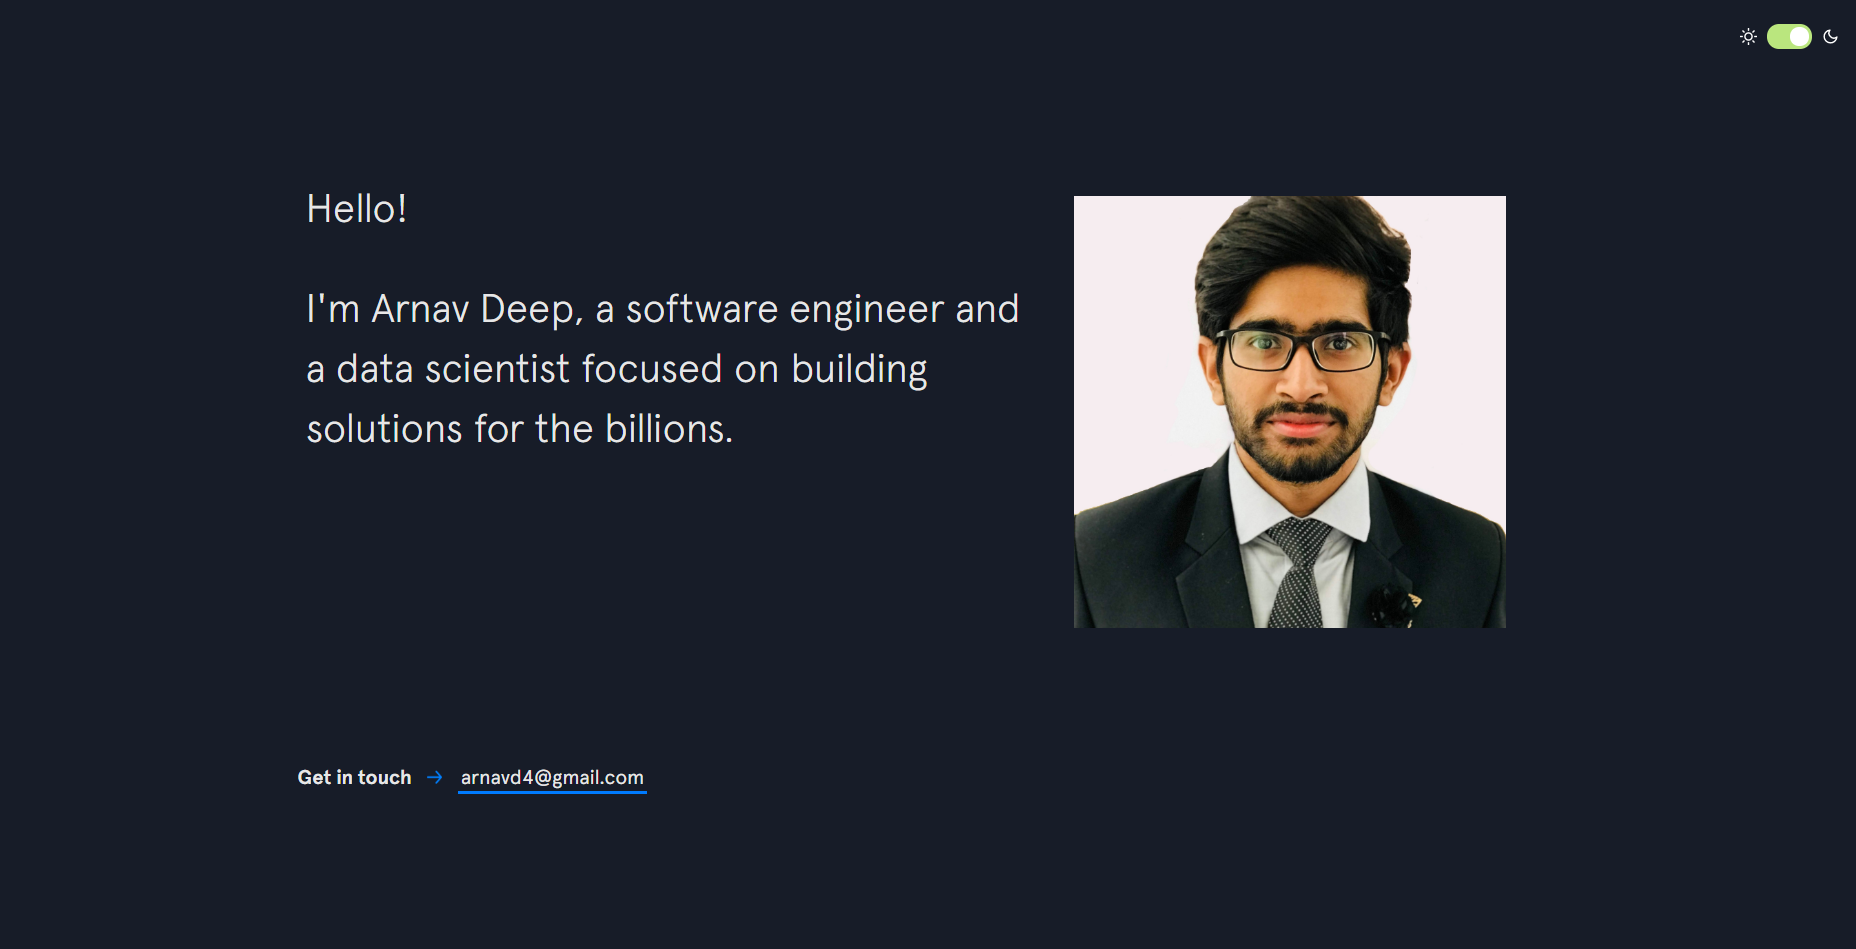 Hello!
I'm Arnav Deep, a software engineer and
a data scientist focused on building
solutions for the billions.
Get in touch → arnavd4@gmail.com